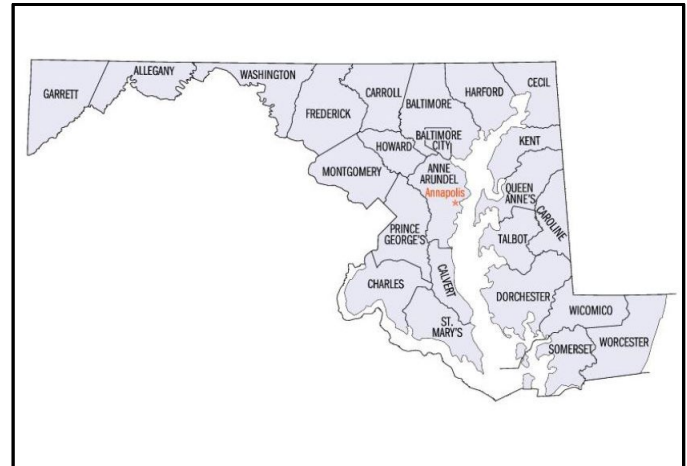 GARRETT
ALLEGANY
WASHINGTON
FREDERICK
CARROLL
BALTIMORE
HARFORD
CECIL
BALTIMORE
CITY
HOWARD
MONTGOMERY
ANNE
ARUNDEL
Annapolis
KENT
QUEEN
ANNE'S
CAROLINE
TALBOT
PRINCE
GEORGE'S
CALVERT
CHARLES
ST.
MARY'S
DORCHESTER
WICOMICO
SOMERSET
WORCESTER